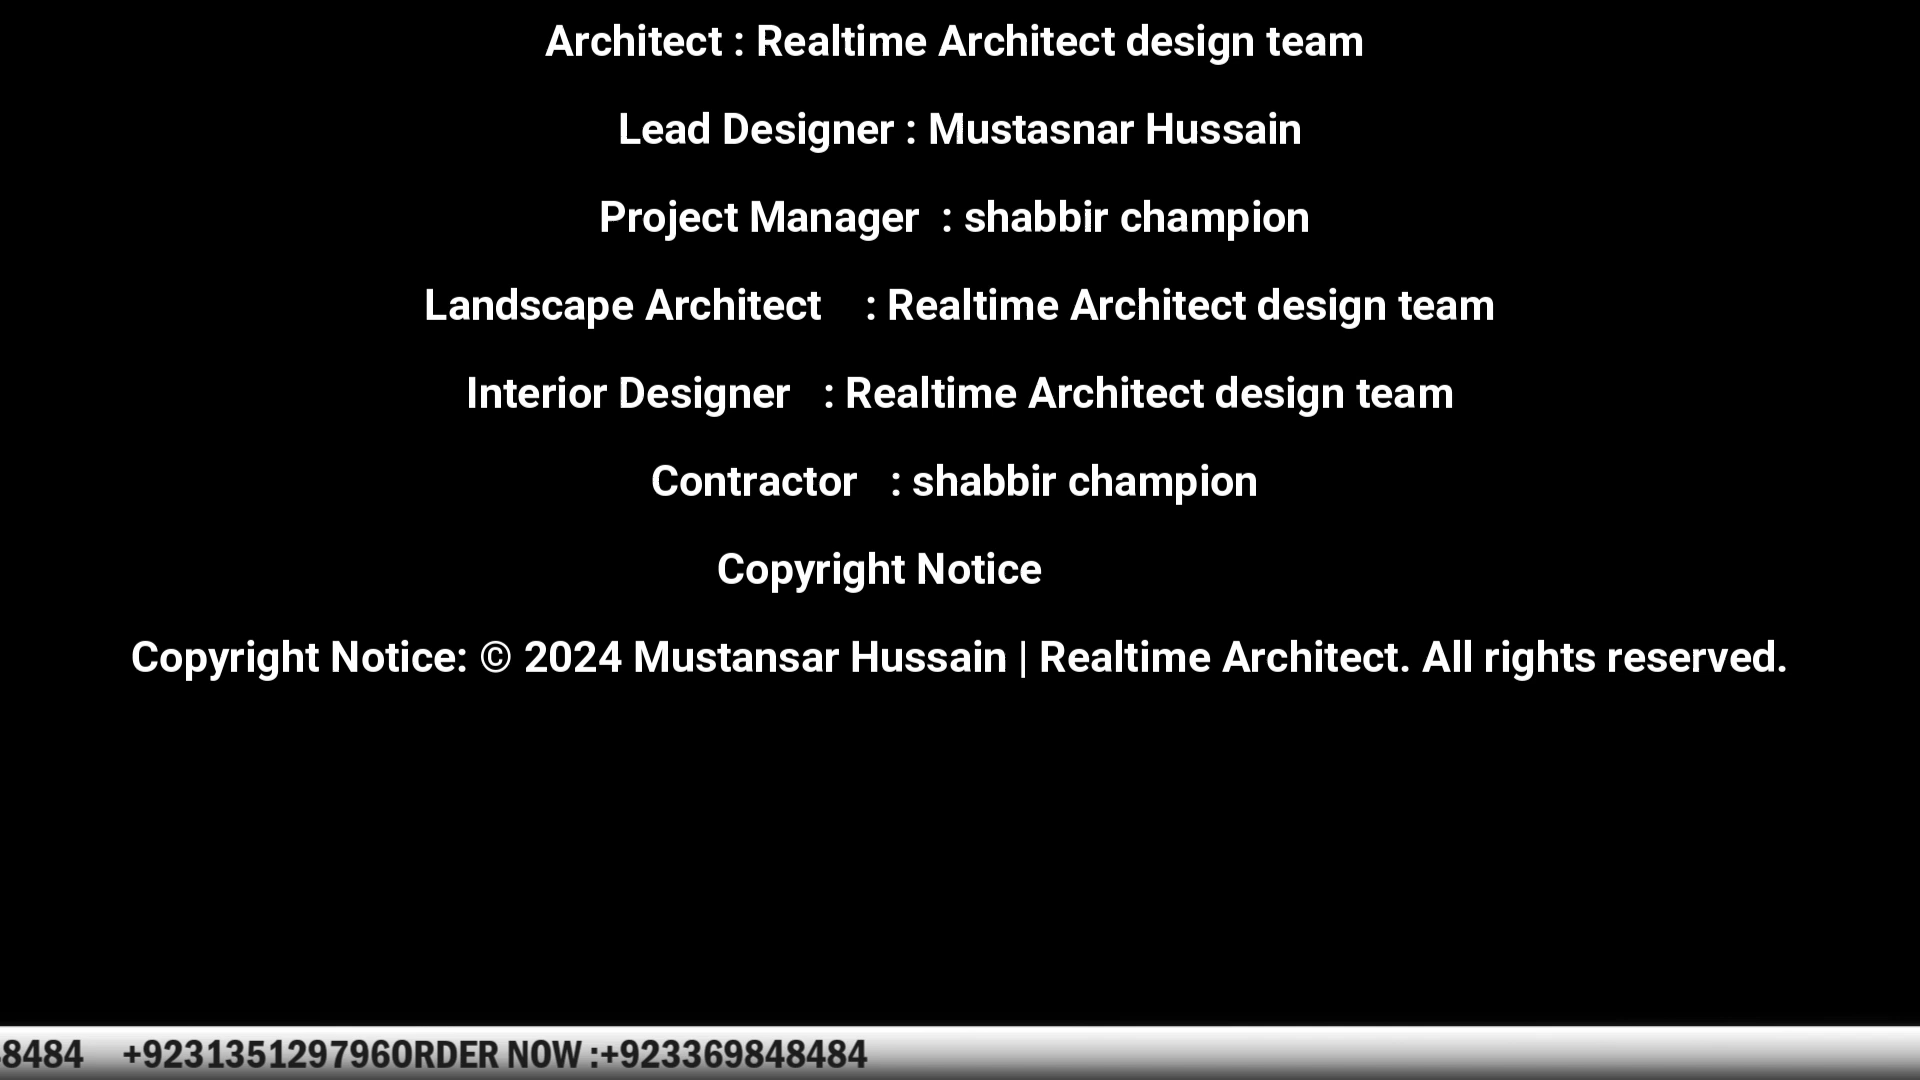 Architect : Realtime Architect design team
Lead Designer : Mustasnar Hussain
Project Manager  : shabbir champion
Landscape Architect    : Realtime Architect design team
Interior Designer   : Realtime Architect design team
Contractor   : shabbir champion
Copyright Notice
Copyright Notice: © 2024 Mustansar Hussain | Realtime Architect. All rights reserved.
8484    +923135129796ORDER NOW :+923369848484